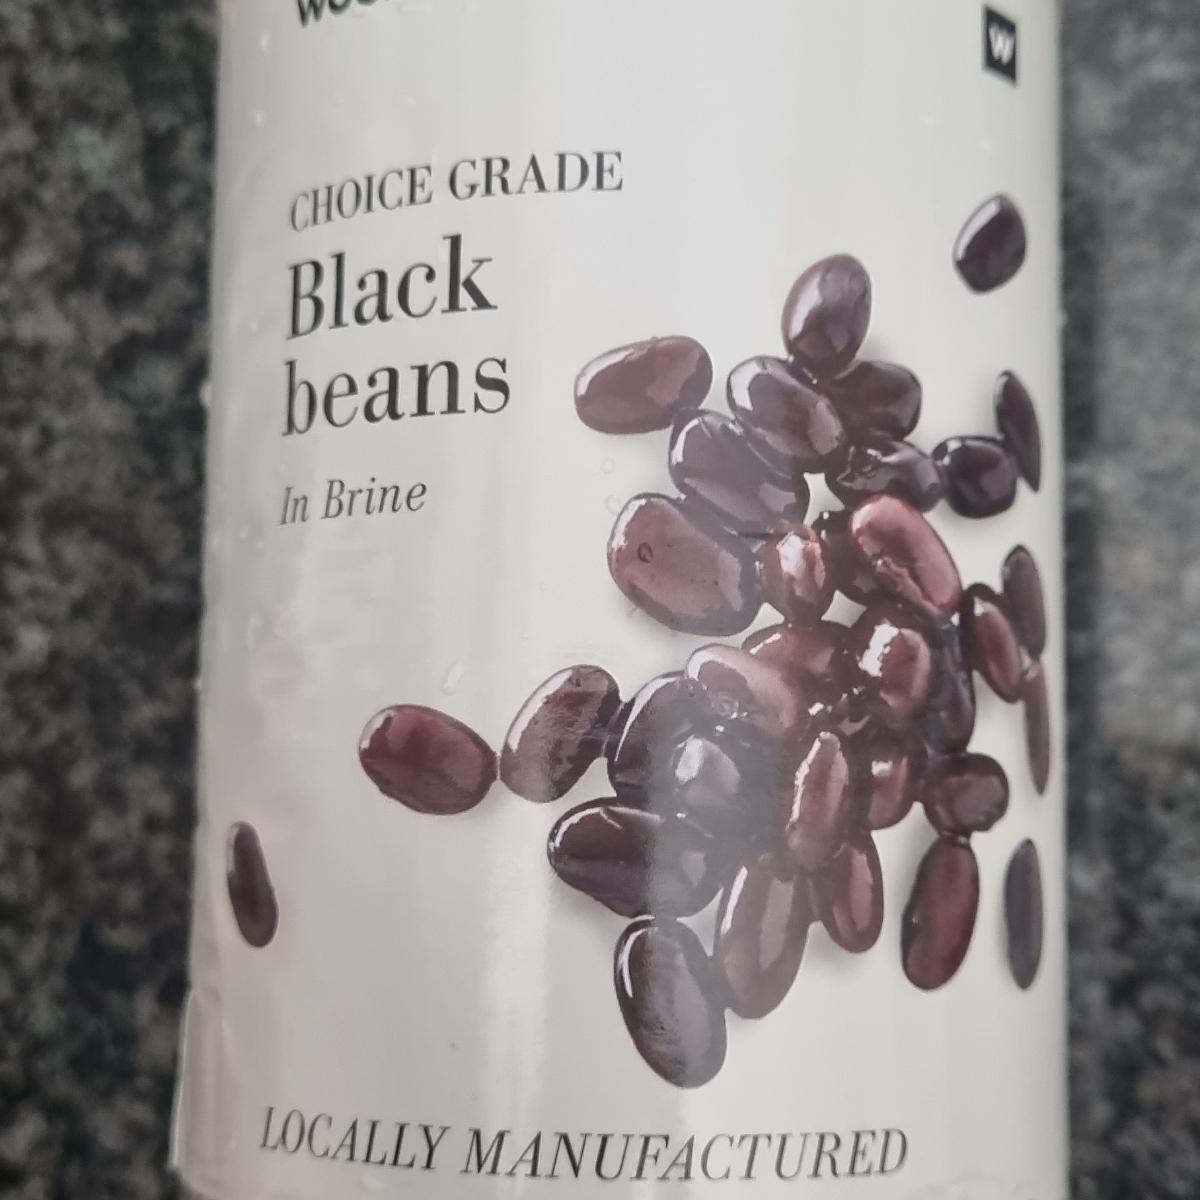 W
CHOICE GRADE
Black
beans
In Brine
LOCALLY MANUFACTURED